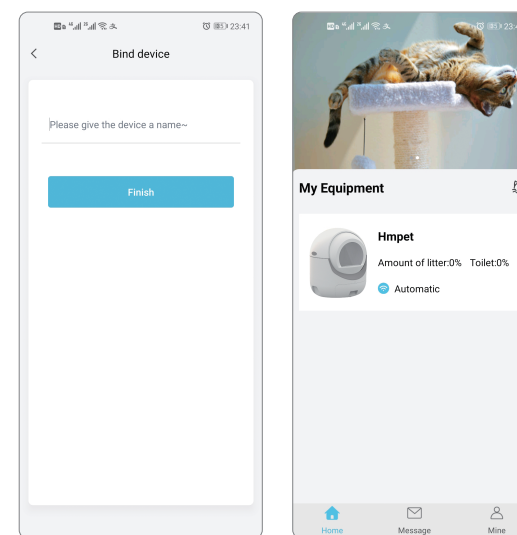 23:41
Bind device
Please give the device a name~
Finish
My Equipment
Hmpet
Amount of litter:0% Toilet:0%
Automatic
Home
Message
Mine